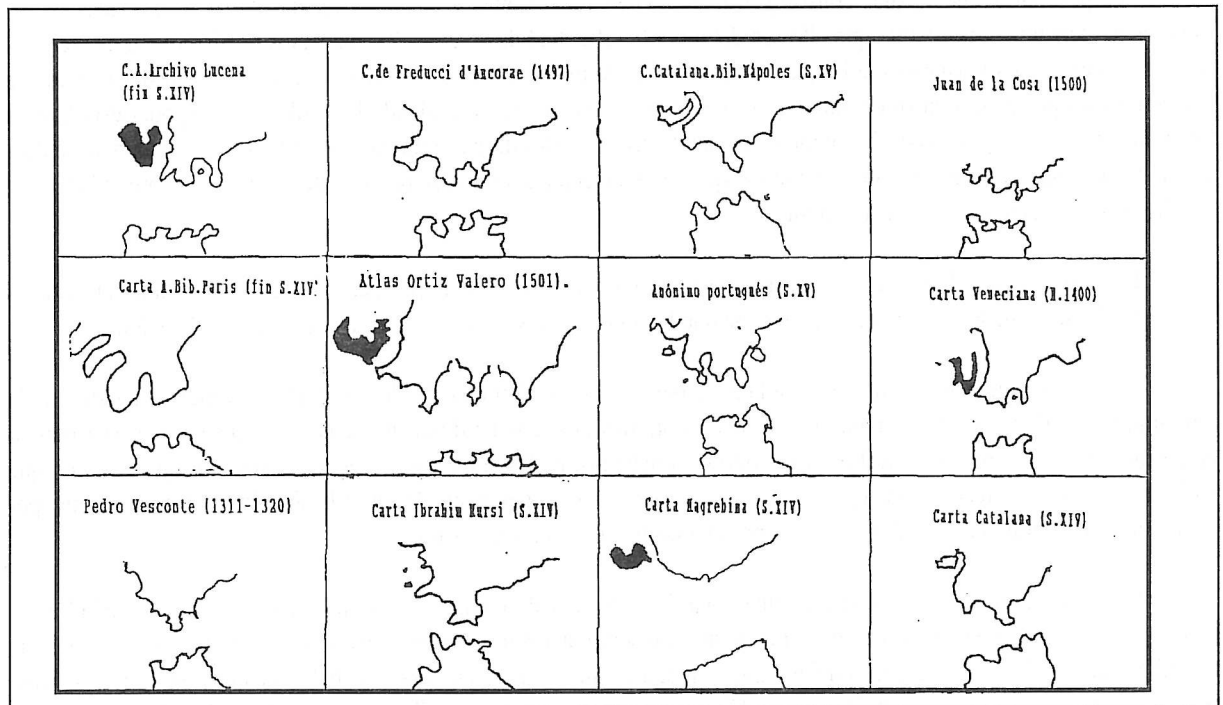 C.A.Archivo Lucena
(fin S.XIV)
C.de Freducci d'Ancorae (1497)
C.Catalana.Bib.Nápoles (S.XV)
Juan de la Cosa (1500)
Carta A.Bib.Paris (fin S.XIV)
Atlas Ortiz Valero (1501).
Anónimo portugués (S.XV)
Carta Veneciana (M.1400)
Pedro Vesconte (1311-1320)
Carta Ibrahim Mursi (S.XIV)
Carta Magrebina (S.XIV)
Carta Catalana (S.XIV)